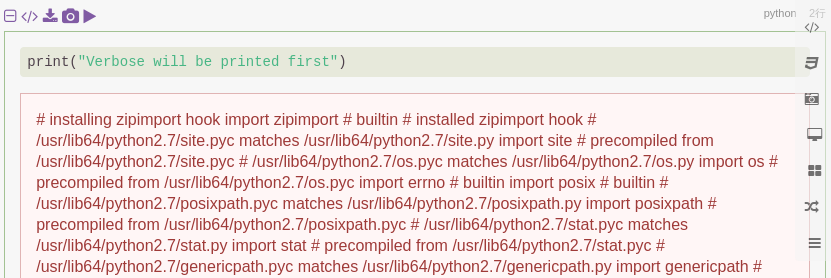 python 2行
print("Verbose will be printed first")
# installing zipimport hook import zipimport # builtin # installed zipimport hook #
/usr/lib64/python2.7/site.pyc matches /usr/lib64/python2.7/site.py import site # precompiled from
/usr/lib64/python2.7/site.pyc # /usr/lib64/python2.7/os.pyc matches /usr/lib64/python2.7/os.py import os #
precompiled from /usr/lib64/python2.7/os.pyc import errno # builtin import posix # builtin #
/usr/lib64/python2.7/posixpath.pyc matches /usr/lib64/python2.7/posixpath.py import posixpath #
precompiled from /usr/lib64/python2.7/posixpath.pyc # /usr/lib64/python2.7/stat.pyc matches
/usr/lib64/python2.7/stat.py import stat # precompiled from /usr/lib64/python2.7/stat.pyc #
/usr/lib64/python2.7/genericpath.pyc matches /usr/lib64/python2.7/genericpath.py import genericpath #